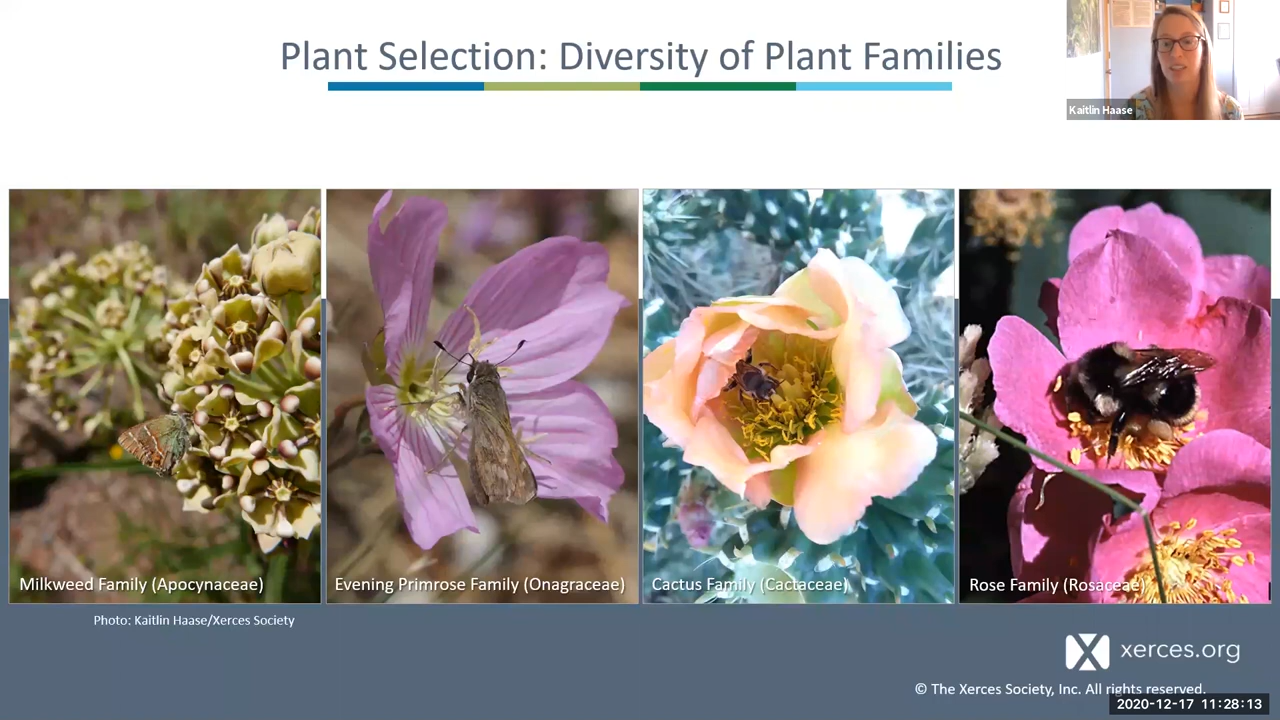 Plant Selection: Diversity of Plant Families
Kaitlin Haase
Milkweed Family (Apocynaceae)
Evening Primrose Family (Onagraceae)
Cactus Family (Cactaceae)
Rose Family (Rosaceae)
Photo: Kaitlin Haase/Xerces Society
xerces.org
© The Xerces Society, Inc. All rights reserved.
2020-12-17 11:28:13